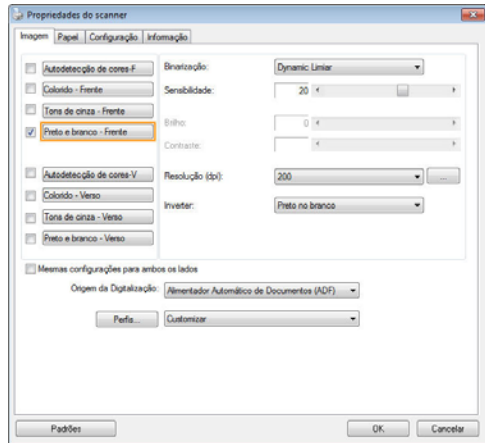 Propriedades do scanner
Imagem Papel Configuração Informação
Autodetecção de cores-F
Colorido - Frente
Tons de cinza - Frente
Preto e branco - Frente
Autodetecção de cores-V
Colorido - Verso
Tons de cinza - Verso
Preto e branco - Verso
Binarização: Dynamic Limiar
Sensibilidade: 20
Brilho: 0
Contraste:
Resolução (dpi): 200 ...
Inverter: Preto no branco
Mesmas configurações para ambos os lados
Origem da Digitalização: Alimentador Automático de Documentos (ADF)
Perfis... Customizar
Padrões OK Cancelar